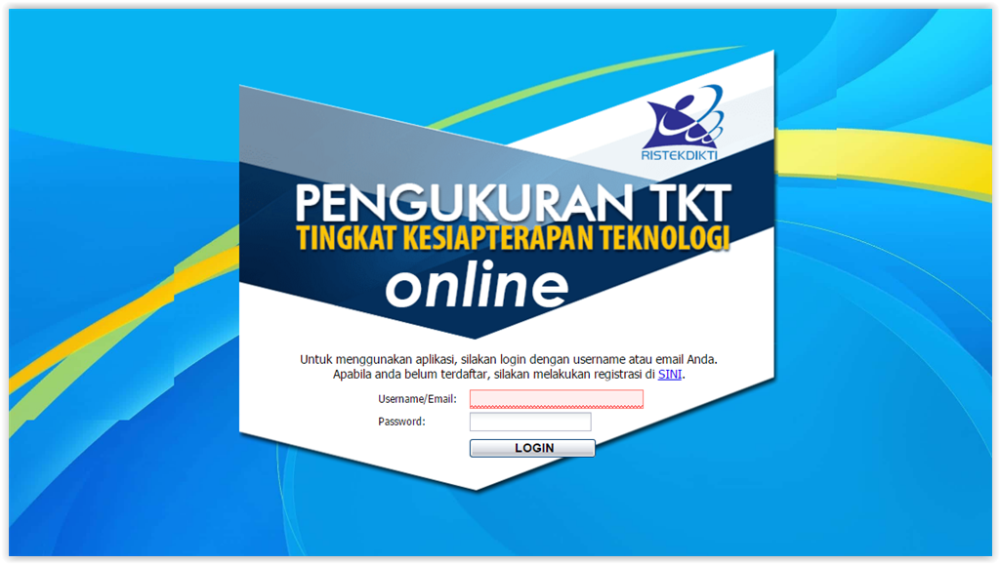 RISTEKDIKTI
PENGUKURAN TKT
TINGKAT KESIAPTERAPAN TEKNOLOGI
online
Untuk menggunakan aplikasi, silakan login dengan username atau email Anda.
Apabila anda belum terdaftar, silakan melakukan registrasi di SINI.
Username/Email:
Password:
LOGIN